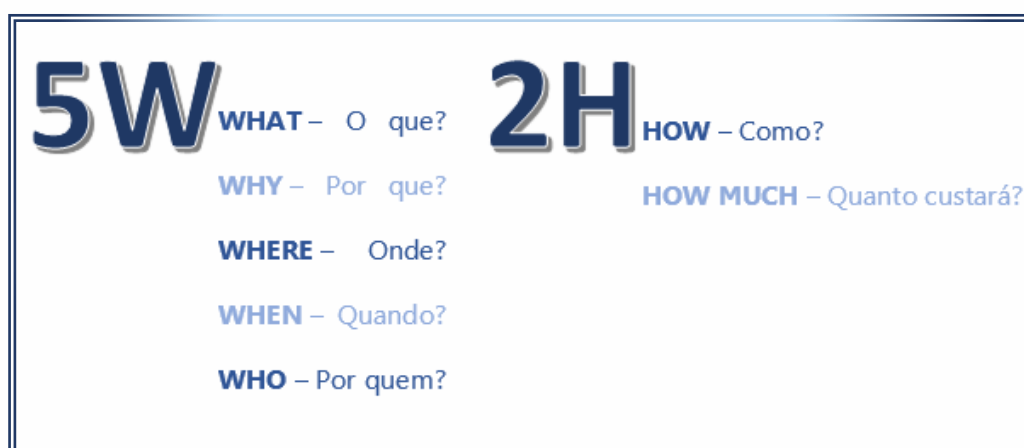 5W
WHAT – O que?
WHY – Por que?
WHERE – Onde?
WHEN – Quando?
WHO – Por quem?
2H
HOW – Como?
HOW MUCH – Quanto custará?